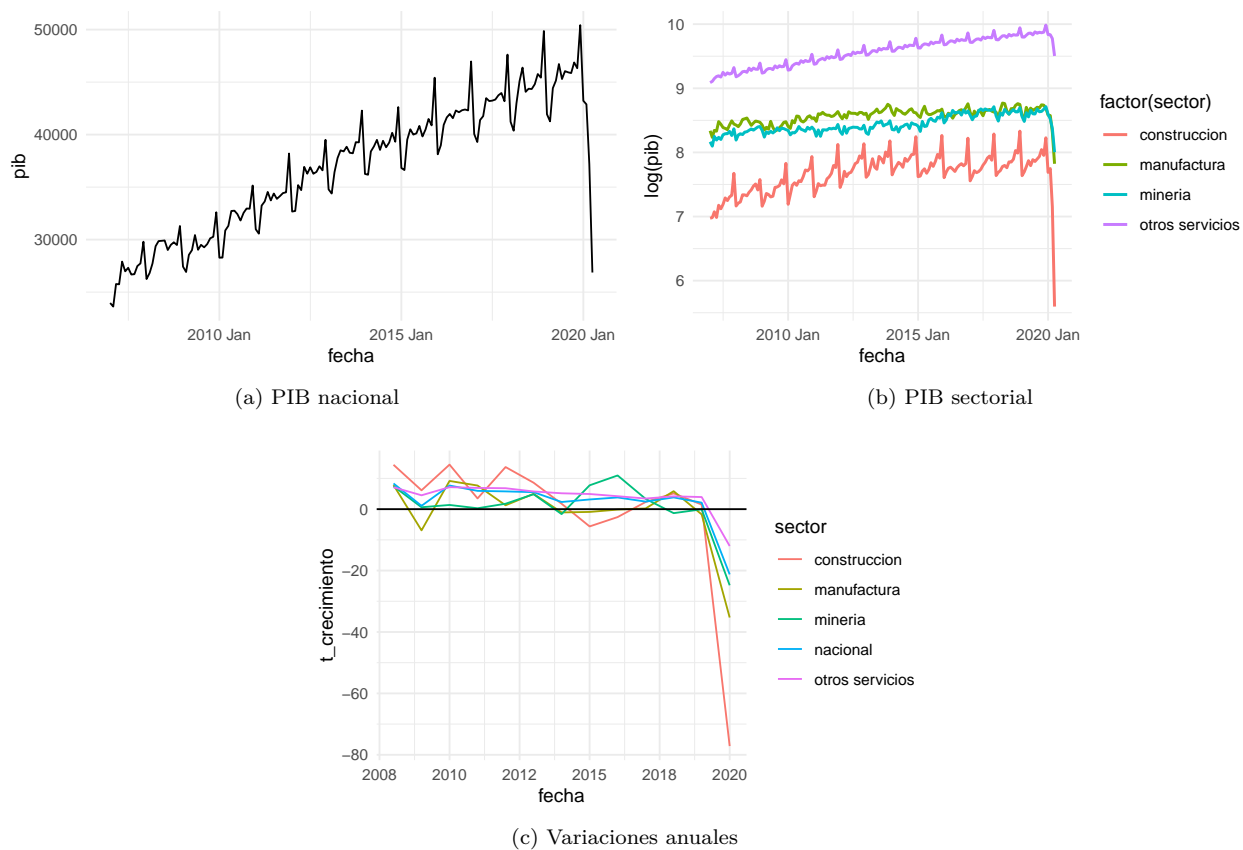 50000
40000
30000
pib
2010 Jan
2015 Jan
2020 Jan
fecha
(a) PIB nacional
10
9
8
7
6
log(pib)
2010 Jan
2015 Jan
2020 Jan
fecha
factor(sector)
construccion
manufactura
mineria
otros servicios
(b) PIB sectorial
0
−20
−40
−60
−80
t_crecimiento
2008
2010
2012
2015
2018
2020
fecha
sector
construccion
manufactura
mineria
nacional
otros servicios
(c) Variaciones anuales